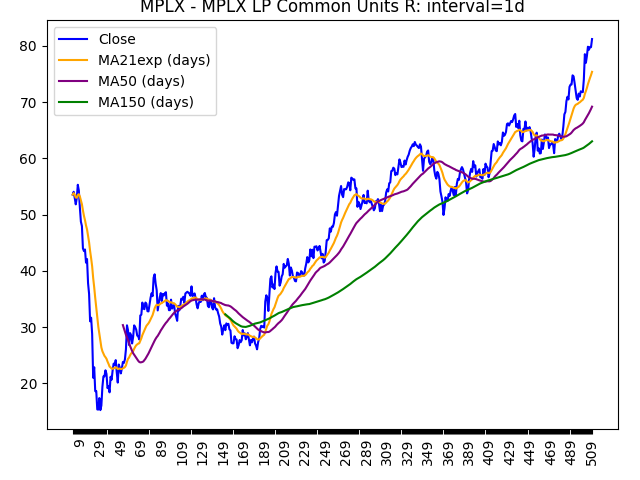 MPLX - MPLX LP Common Units R: interval=1d
Close
MA21exp (days)
MA50 (days)
MA150 (days)
80
70
60
50
40
30
20
9 29 49 69 89 109 129 149 169 189 209 229 249 269 289 309 329 349 369 389 409 429 449 469 489 509